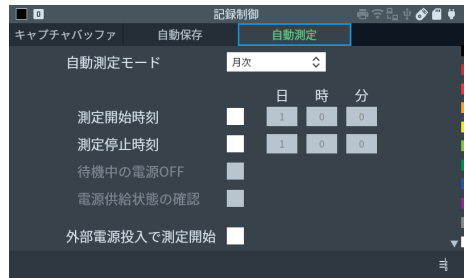 0 記録制御
キャプチャバッファ 自動保存 自動測定
自動測定モード 月次
日 時 分
測定開始時刻 1 0 0
測定停止時刻 1 0 0
待機中の電源OFF
電源供給状態の確認
外部電源投入で測定開始